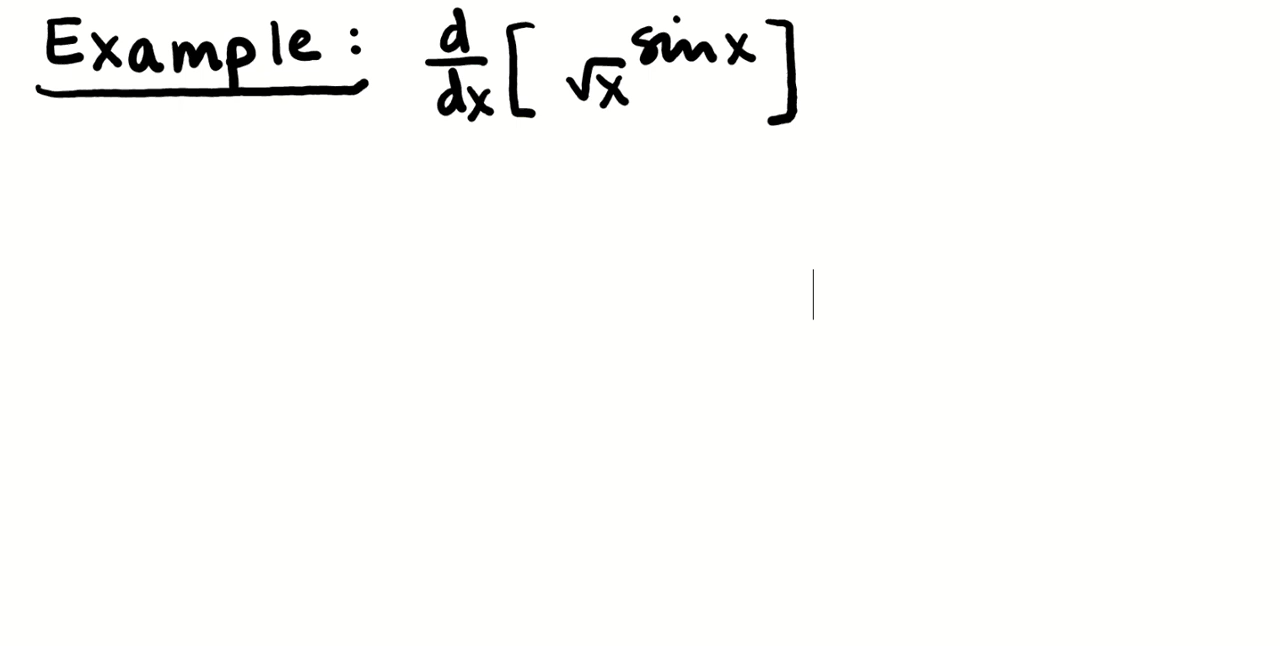 Example: d/dx [ √x^sin x ]